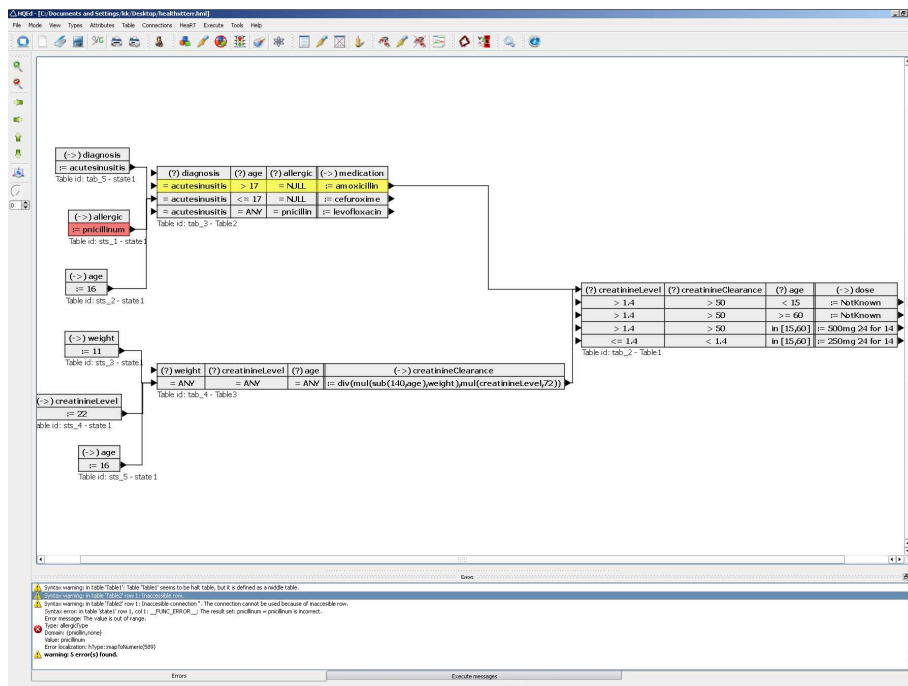 HQEd - [C:/Documents and Settings/kk/Desktop/healthwtterr.hml]
File Mode View Types Attributes Table Connections HeaRT Execute Tools Help
(->) diagnosis
:= acutesinusitis
Table id: tab_5 - state1
(->) allergic
:= pnicillinum
Table id: sts_1 - state1
(->) age
:= 16
Table id: sts_2 - state1
(?) diagnosis (?) age (?) allergic (->) medication
= acutesinusitis > 17 = NULL := amoxicillin
= acutesinusitis <= 17 = NULL := cefuroxime
= acutesinusitis = ANY = pnicillin := levofloxacin
Table id: tab_3 - Table2
(->) weight
:= 11
Table id: sts_3 - state1
(->) creatinineLevel
:= 22
able id: sts_4 - state1
(->) age
:= 16
Table id: sts_5 - state1
(?) weight (?) creatinineLevel (?) age (->) creatinineClearance
= ANY = ANY = ANY := div(mul(sub(140,age),weight),mul(creatinineLevel,72))
Table id: tab_4 - Table3
(?) creatinineLevel (?) creatinineClearance (?) age (->) dose
> 1.4 > 50 < 15 := NotKnown
> 1.4 > 50 >= 60 := NotKnown
> 1.4 > 50 in [15,60] := 500mg 24 for 14
<= 1.4 < 1.4 in [15,60] := 250mg 24 for 14
Table id: tab_2 - Table1
0
Errors
Syntax warning: in table 'Table1': Table 'Table1' seems to be halt table, but it is defined as a middle table.
Syntax warning: in table 'Table2' row 1: Inaccessible row.
Syntax warning: in table 'Table2' row 1: Inaccesible connection ''. The connection cannot be used because of inaccesible row.
Syntax error: in table 'state1' row 1, col 1: __FUNC_ERROR__: The result set: pnicillinum = pnicillinum is incorrect.
Error message: The value is out of range.
Type: allergicType
Domain: {pnicillin,none}
Value: pnicillinum
Error localization: hType::mapToNumeric(589)
warning: 5 error(s) found.
Errors Execute messages